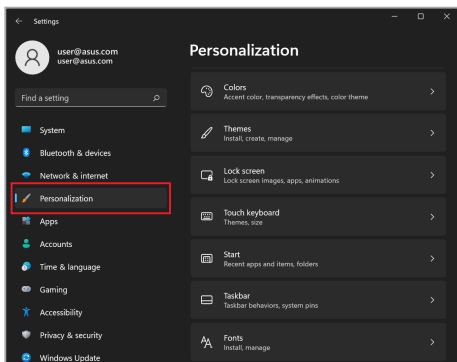 Settings
user@asus.com
user@asus.com
Find a setting
System
Bluetooth & devices
Network & internet
Personalization
Apps
Accounts
Time & language
Gaming
Accessibility
Privacy & security
Windows Update
Personalization
Colors
Accent color, transparency effects, color theme
Themes
Install, create, manage
Lock screen
Lock screen images, apps, animations
Touch keyboard
Themes, size
Start
Recent apps and items, folders
Taskbar
Taskbar behaviors, system pins
Fonts
Install, manage